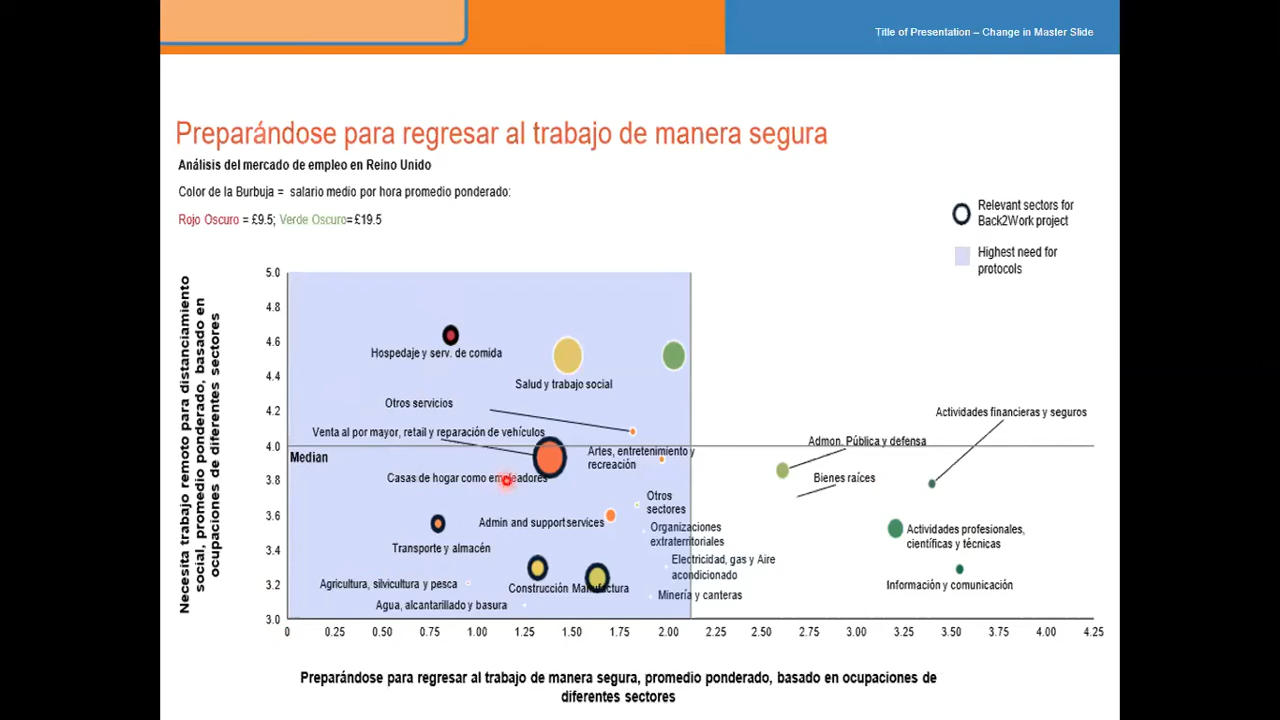 Title of Presentation – Change in Master Slide
Preparándose para regresar al trabajo de manera segura
Análisis del mercado de empleo en Reino Unido
Color de la Burbuja = salario medio por hora promedio ponderado:
Rojo Oscuro = £9.5; Verde Oscuro= £19.5
Relevant sectors for
Back2Work project
Highest need for
protocols
Necesita trabajo remoto para distanciamiento
social, promedio ponderado, basado en
ocupaciones de diferentes sectores
5.0
4.8
4.6
4.4
4.2
4.0
3.8
3.6
3.4
3.2
3.0
Hospedaje y serv. de comida
Salud y trabajo social
Otros servicios
Actividades financieras y seguros
Venta al por mayor, retail y reparación de vehículos
Admon. Pública y defensa
Median
Artes, entretenimiento y
recreación
Casas de hogar como empleadores
Bienes raíces
Otros
sectores
Admin and support services
Organizaciones
extraterritoriales
Actividades profesionales,
científicas y técnicas
Transporte y almacén
Electricidad, gas y Aire
acondicionado
Agricultura, silvicultura y pesca
Construcción
Manufactura
Información y comunicación
Minería y canteras
Agua, alcantarillado y basura
0 0.25 0.50 0.75 1.00 1.25 1.50 1.75 2.00 2.25 2.50 2.75 3.00 3.25 3.50 3.75 4.00 4.25
Preparándose para regresar al trabajo de manera segura, promedio ponderado, basado en ocupaciones de
diferentes sectores